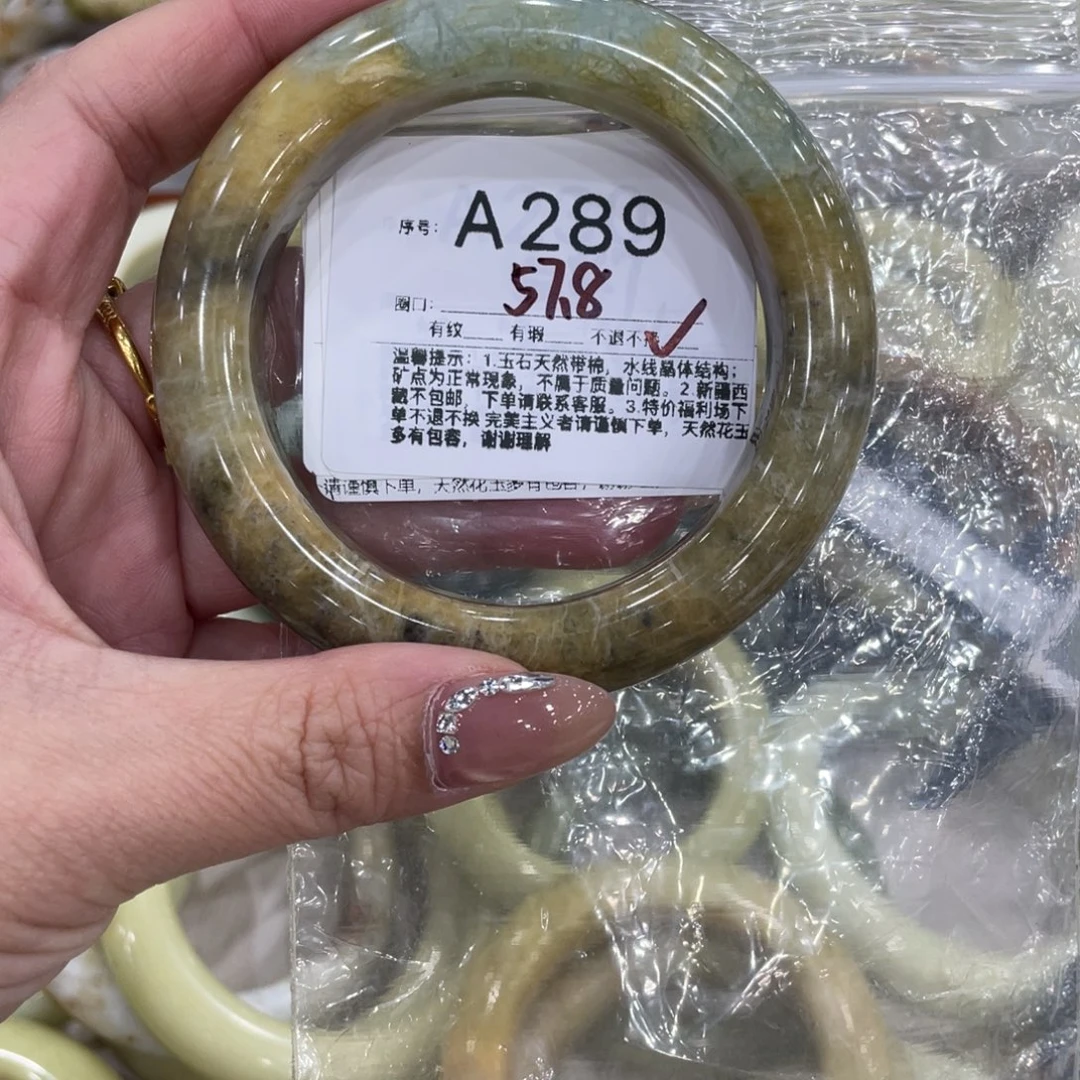 序号: A289
圈口: 57.8
有纹 有瑕 不退不
温馨提示：1.玉石天然带棉，水线晶体结构；
矿点为正常现象，不属于质量问题。2.新疆西
藏不包邮，下单请联系客服。3.特价福利场下
单不退不换 完美主义者请谨慎下单，天然花玉
多有包容，谢谢理解
请谨慎下单，天然花玉多有包容，